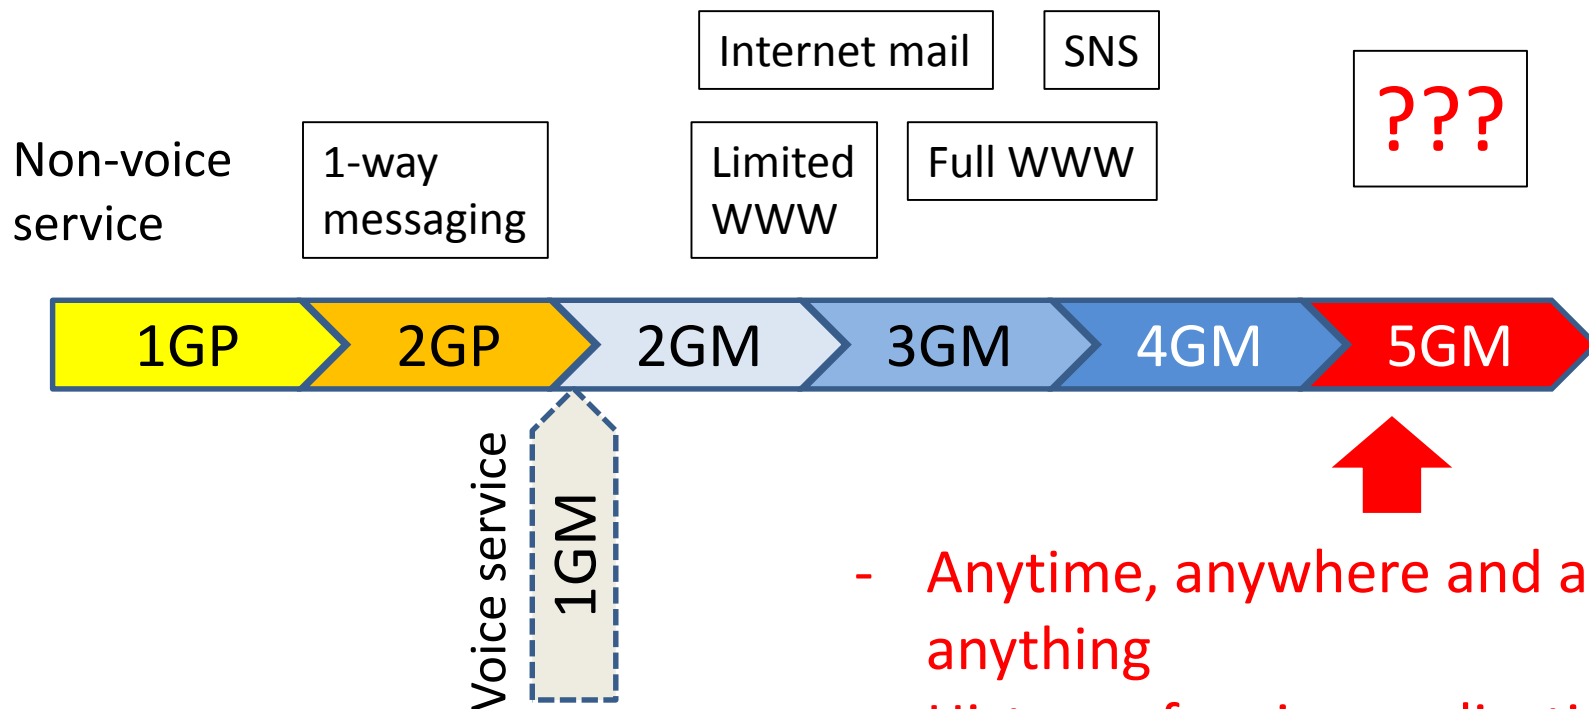 Internet mail
SNS
???
Non-voice
service
1-way
messaging
Limited
WWW
Full WWW
1GP
2GP
2GM
3GM
4GM
5GM
Voice service
1GM
- Anytime, anywhere and a
anything